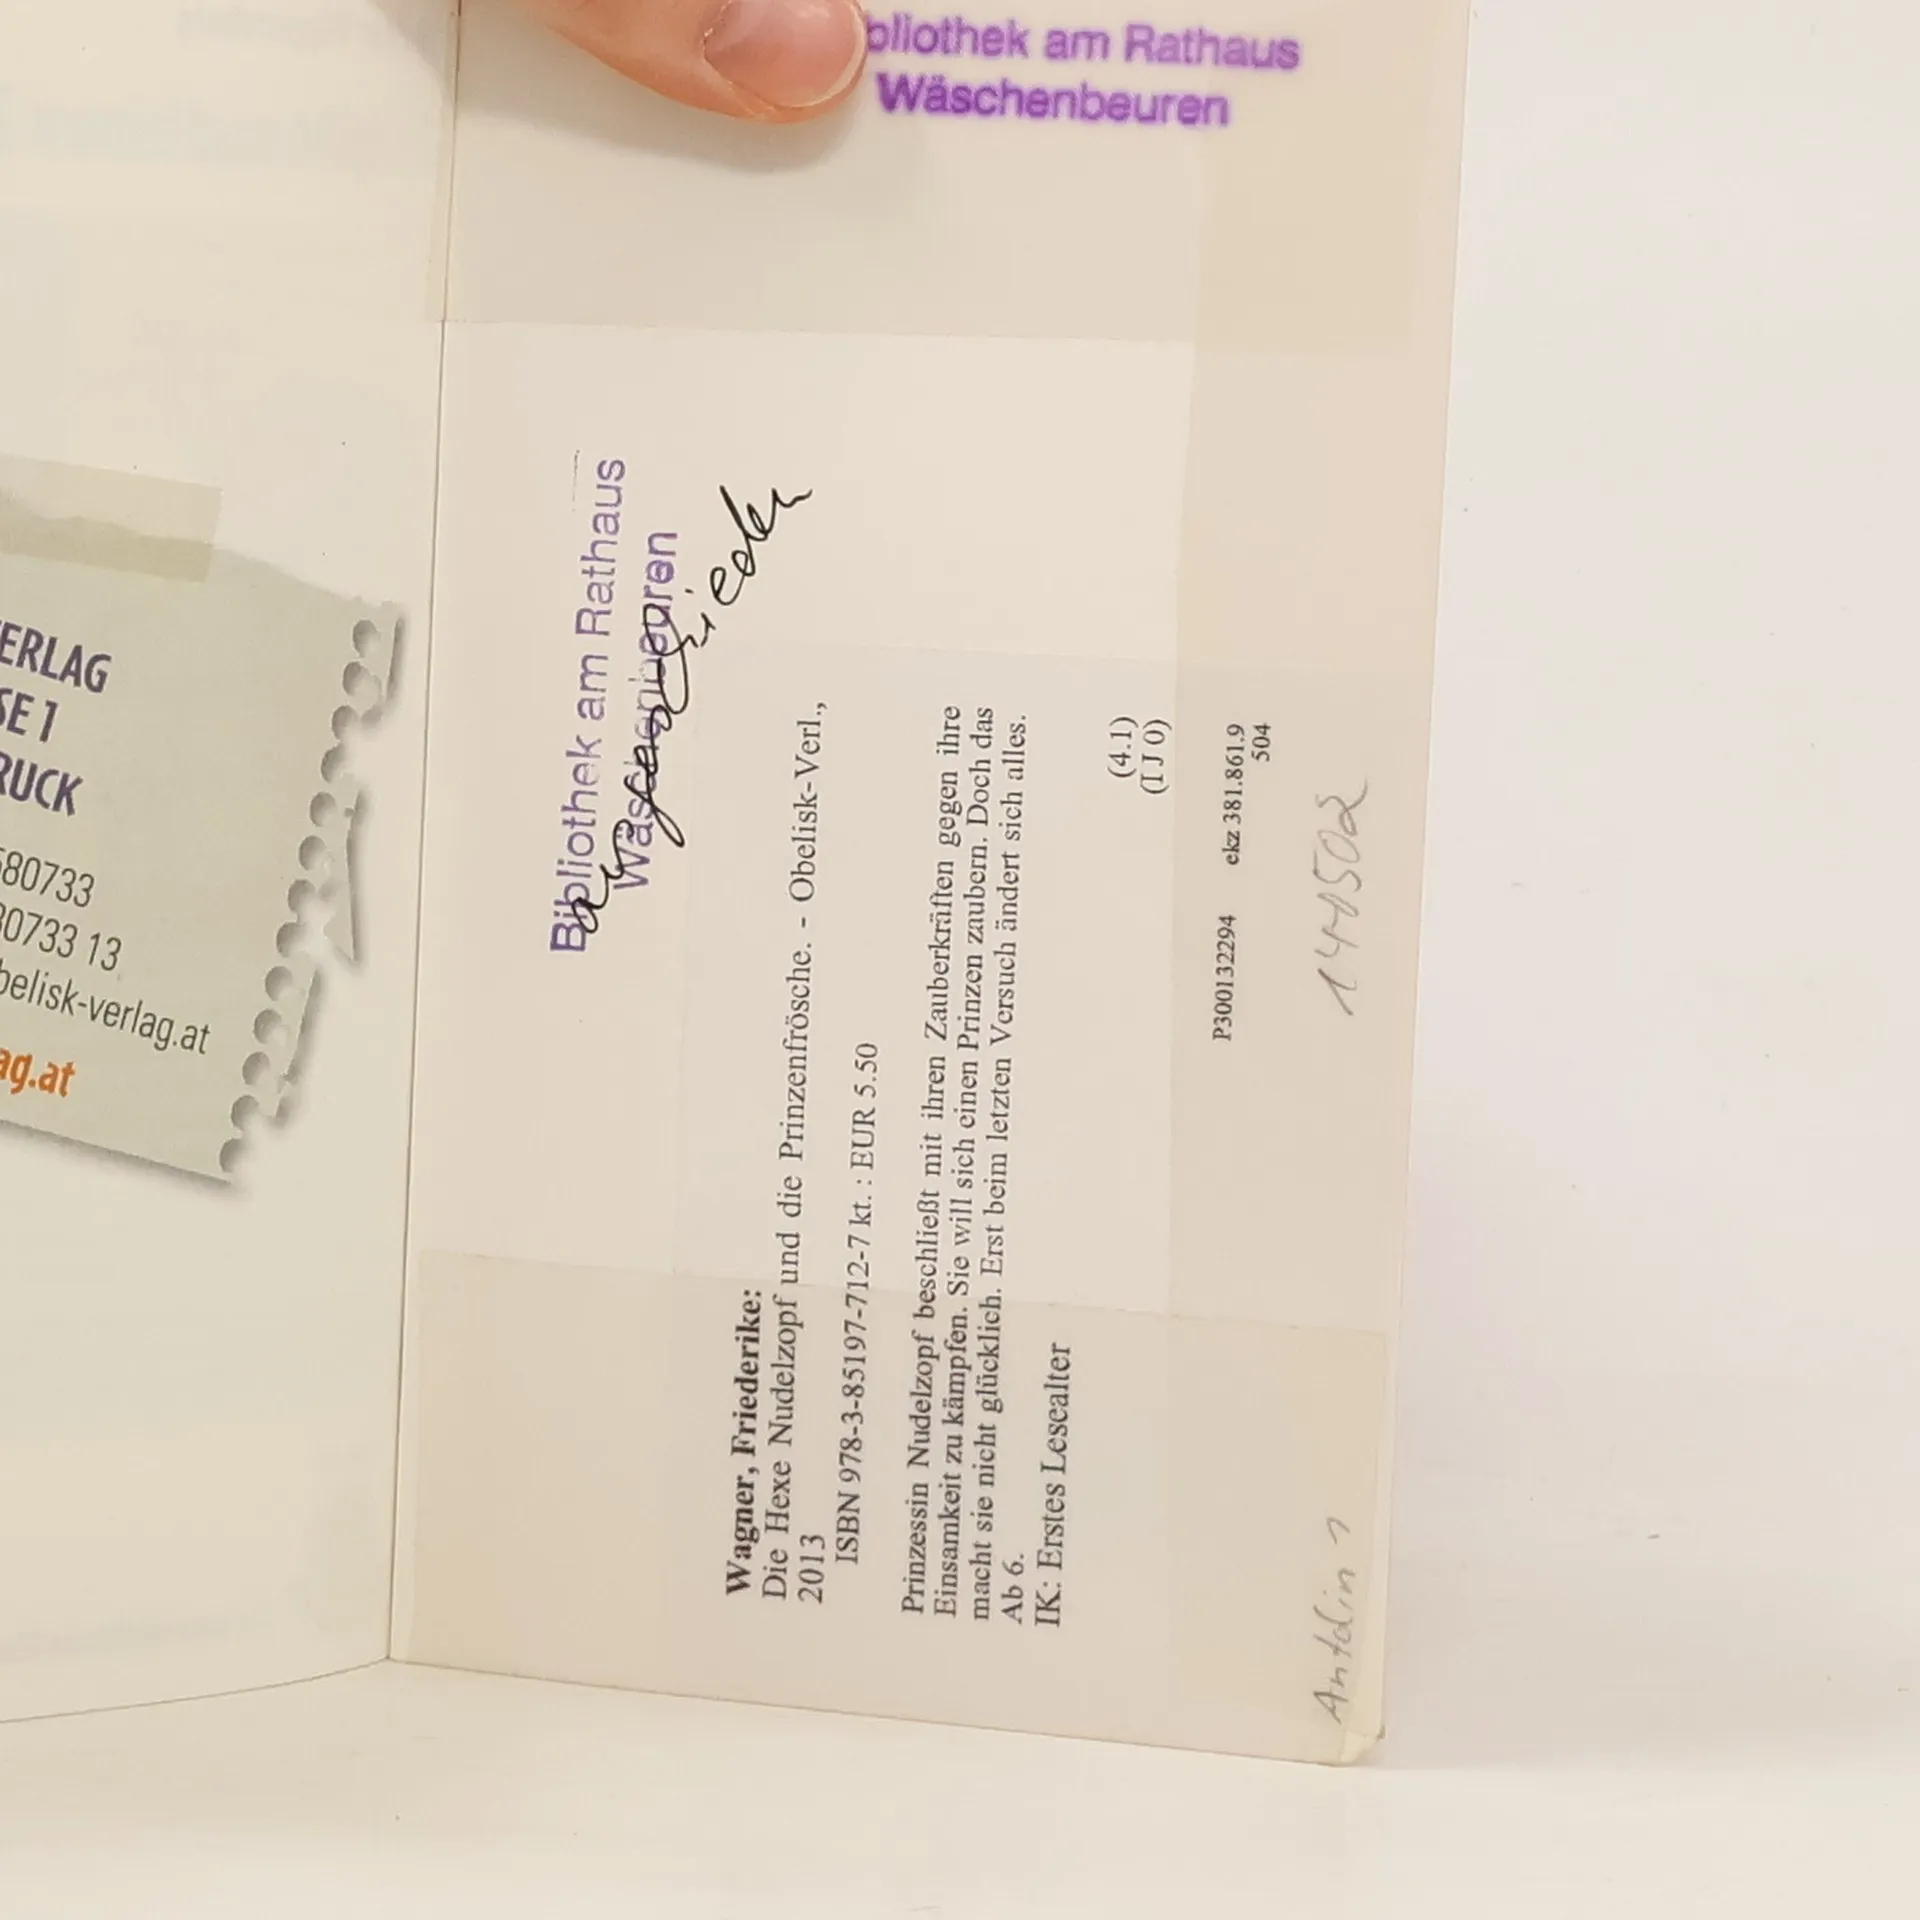 ERLAG
SE 1
RUCK
580733
0733 13
belisk-verlag.at
ag.at
bliothek am Rathaus
Wäschenbeuren
Bibliothek am Rathaus
Wäschenbeuren
ausgeschieden
Wagner, Friederike:
Die Hexe Nudelzopf und die Prinzenfrösche. - Obelisk-Verl.,
2013
ISBN 978-3-85197-712-7 kt. : EUR 5.50
Prinzessin Nudelzopf beschließt mit ihren Zauberkräften gegen ihre
Einsamkeit zu kämpfen. Sie will sich einen Prinzen zaubern. Doch das
macht sie nicht glücklich. Erst beim letzten Versuch ändert sich alles.
Ab 6.
IK: Erstes Lesealter
(4.1)
(I J 0)
P300132294 ekz 381.861.9
504
Antolin 1